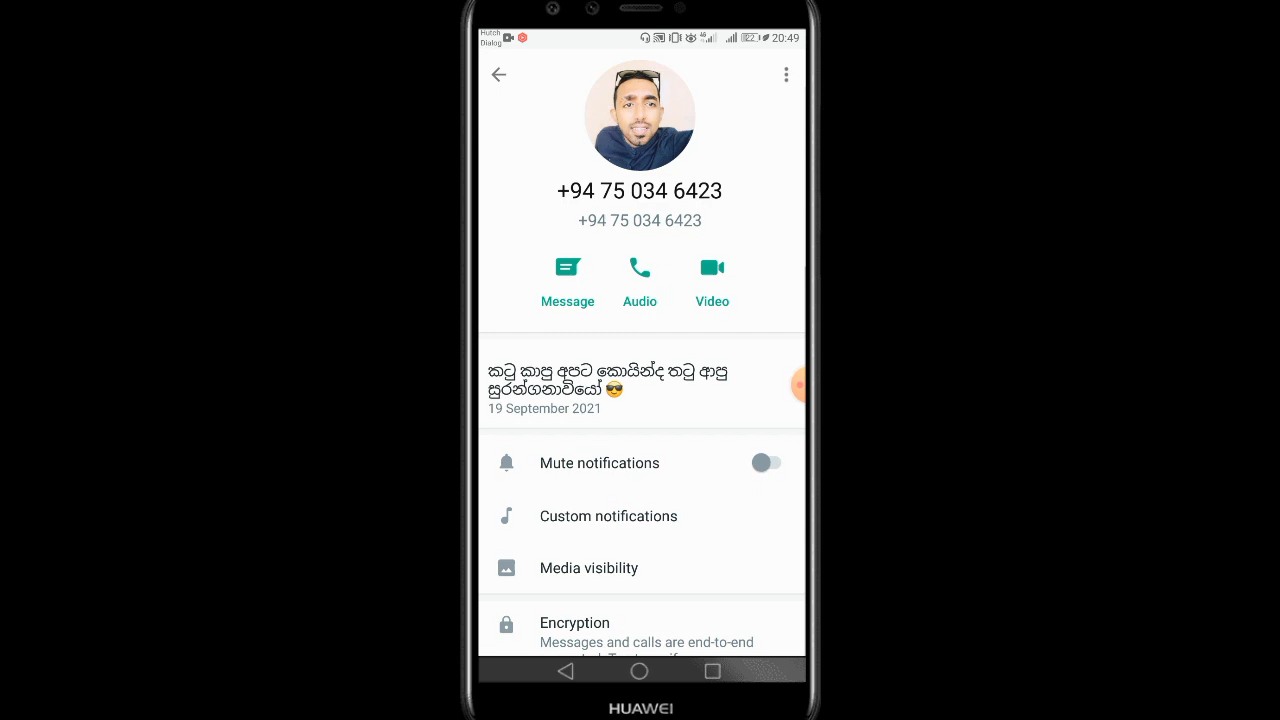 Hutch
Dialog
4G
22
20:49
+94 75 034 6423
+94 75 034 6423
Message Audio Video
කටු කාපු අපට කොයින්ද තටු ආපු
සුරන්ගනාවියෝ 😎
19 September 2021
Mute notifications
Custom notifications
Media visibility
Encryption
Messages and calls are end-to-end
HUAWEI